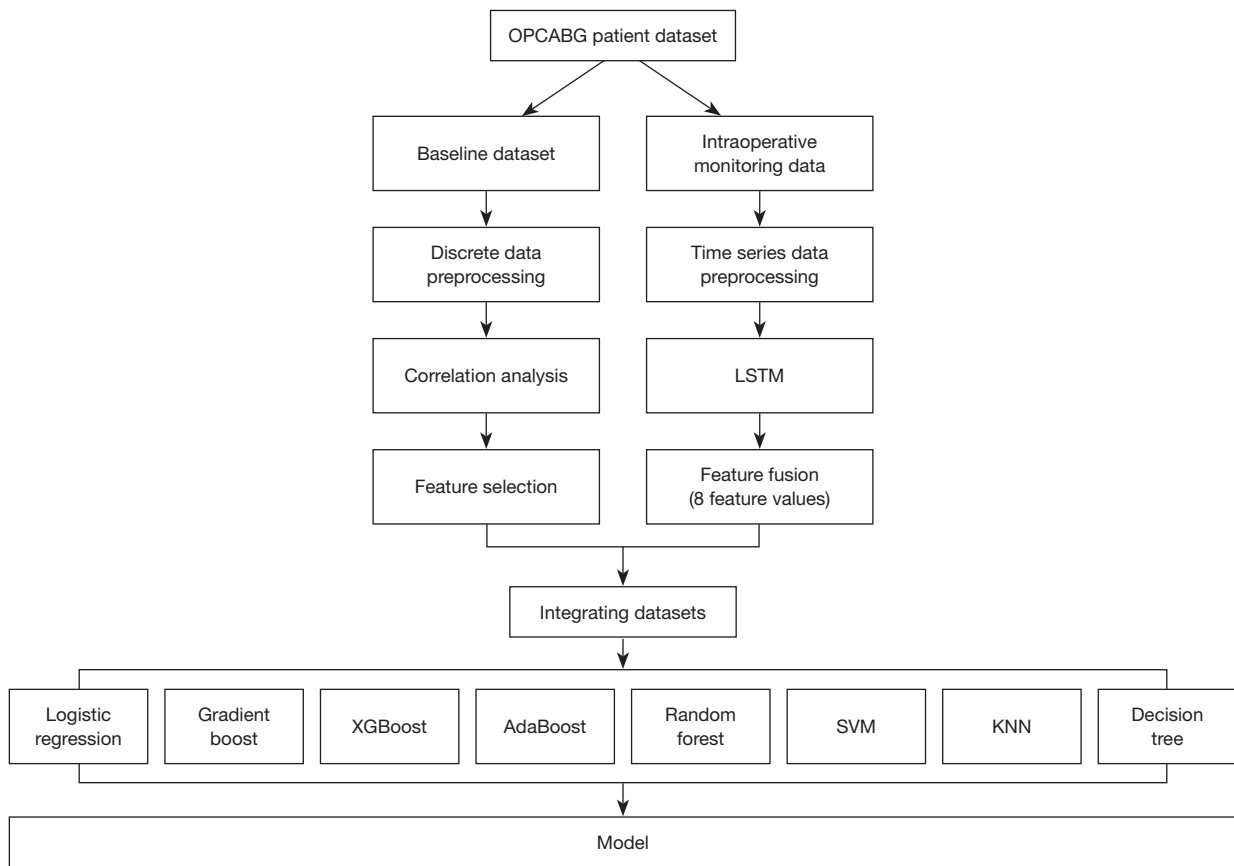 OPCABG patient dataset
Baseline dataset
Intraoperative
monitoring data
Discrete data
preprocessing
Time series data
preprocessing
Correlation analysis
LSTM
Feature selection
Feature fusion
(8 feature values)
Integrating datasets
Logistic
regression
Gradient
boost
XGBoost
AdaBoost
Random
forest
SVM
KNN
Decision
tree
Model